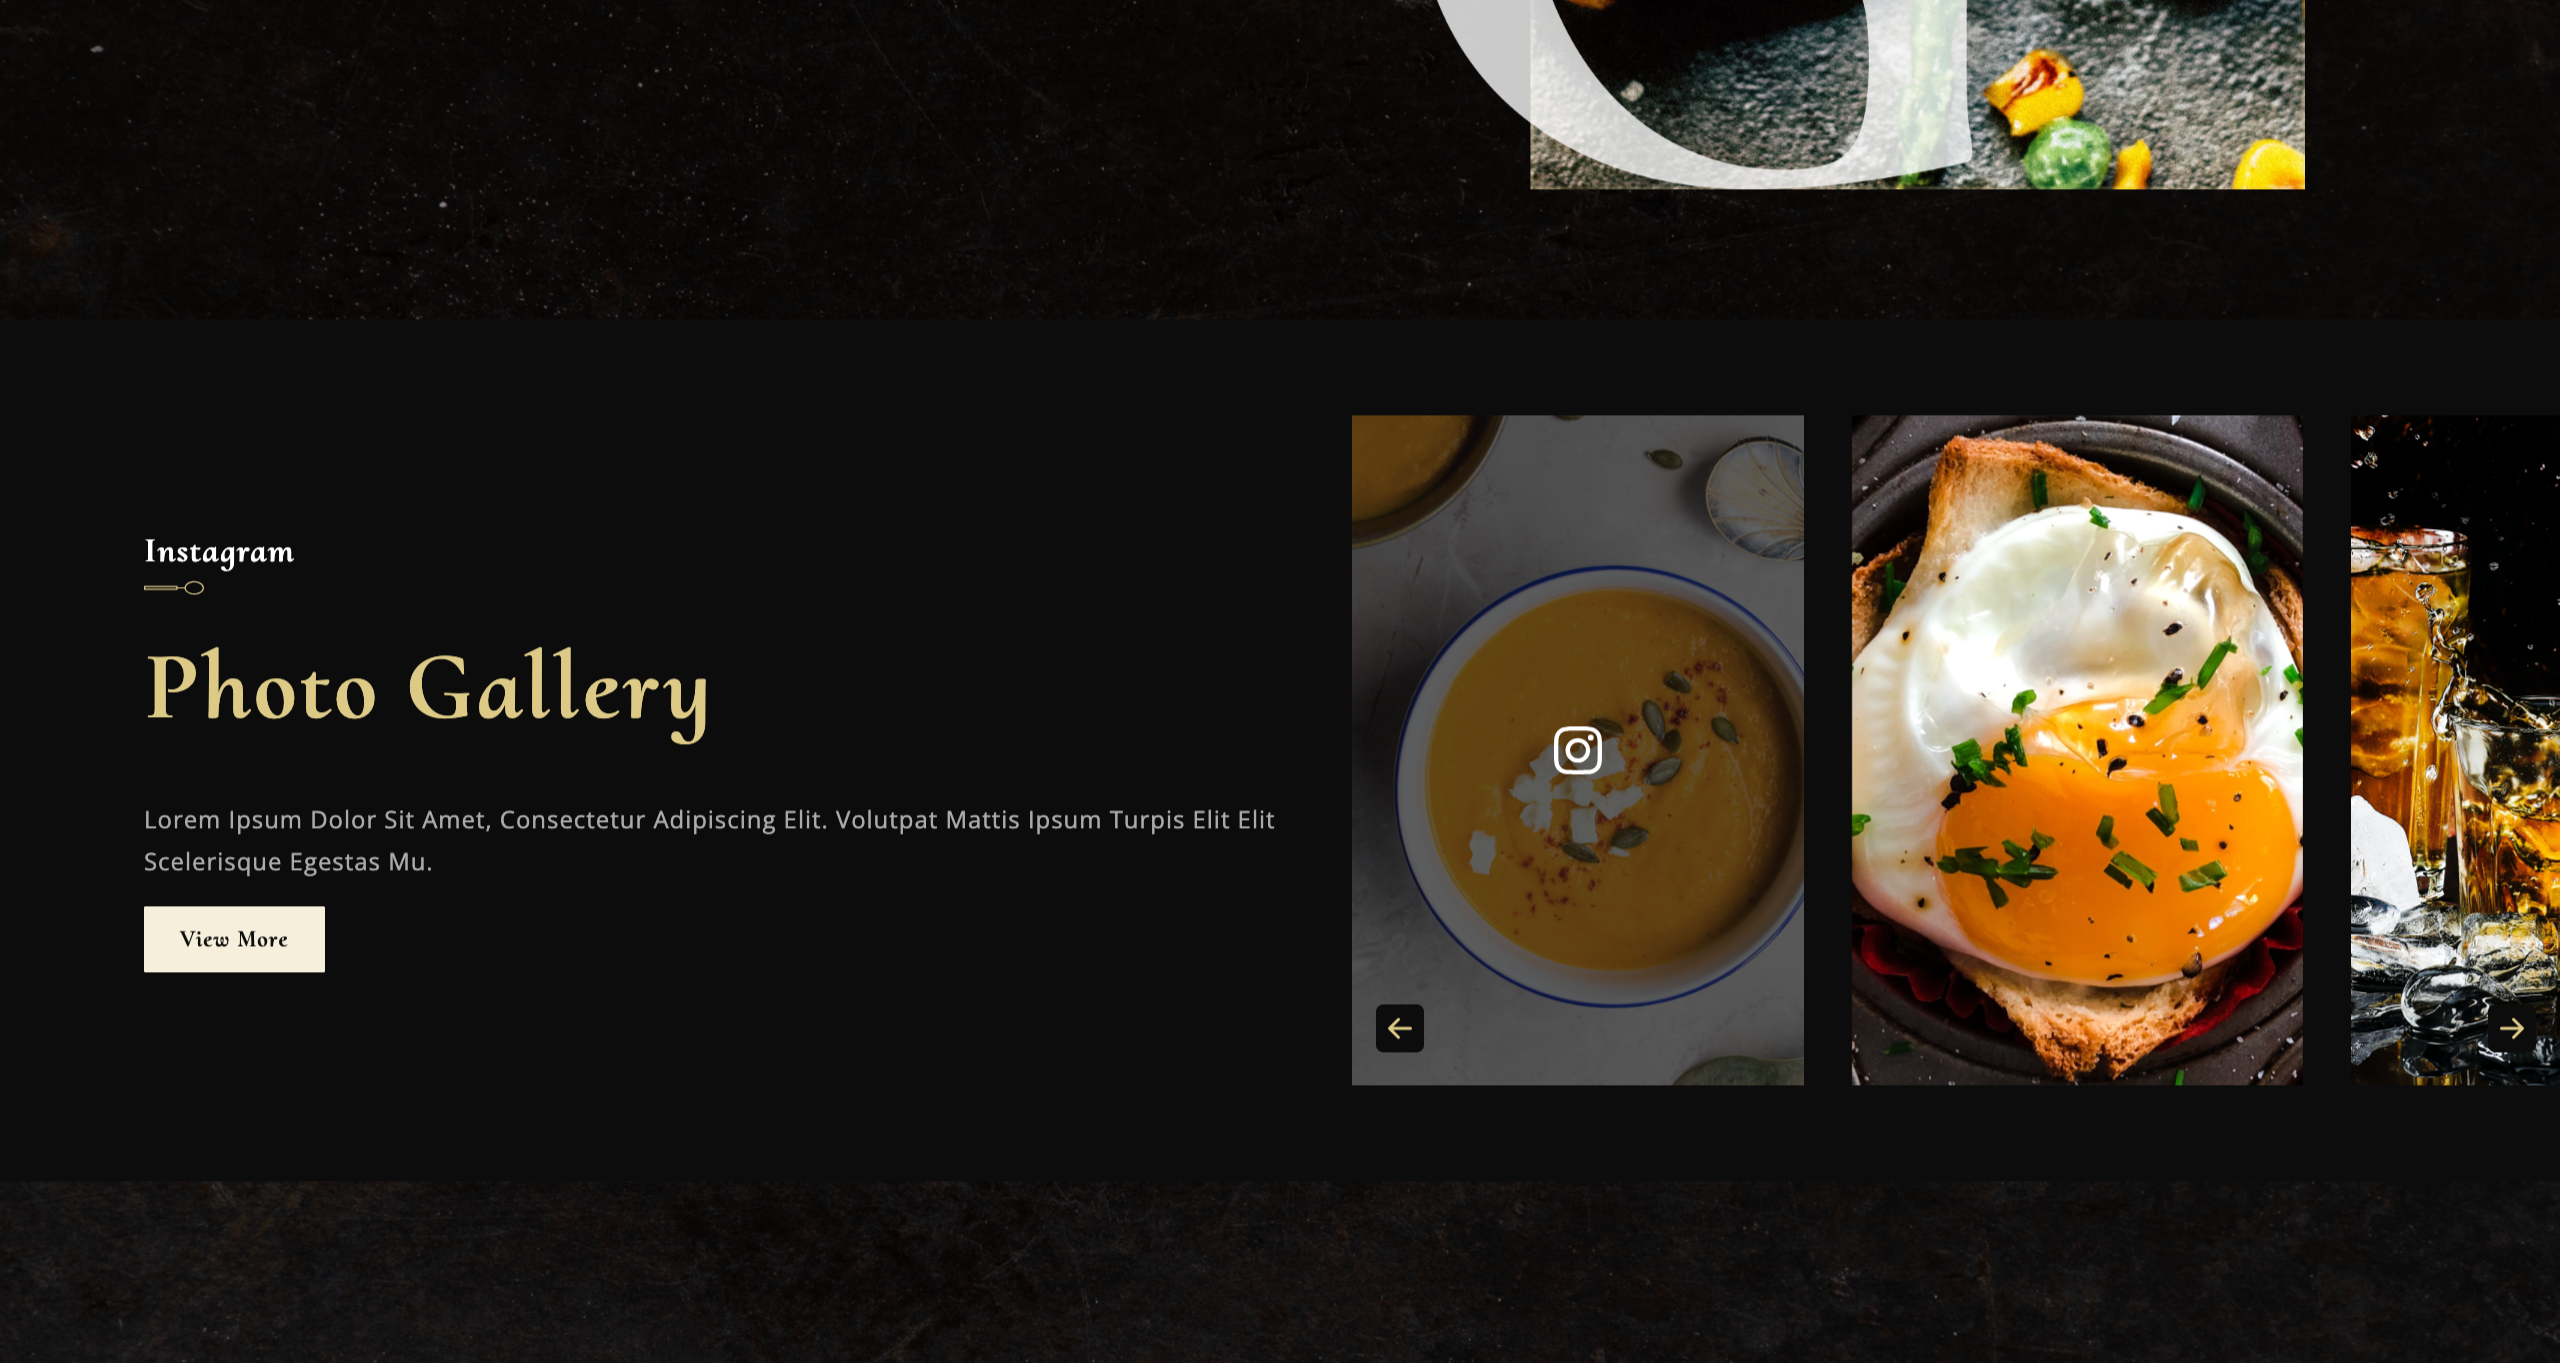 G
Instagram
Photo Gallery
Lorem Ipsum Dolor Sit Amet, Consectetur Adipiscing Elit. Volutpat Mattis Ipsum Turpis Elit Elit
Scelerisque Egestas Mu.
View More